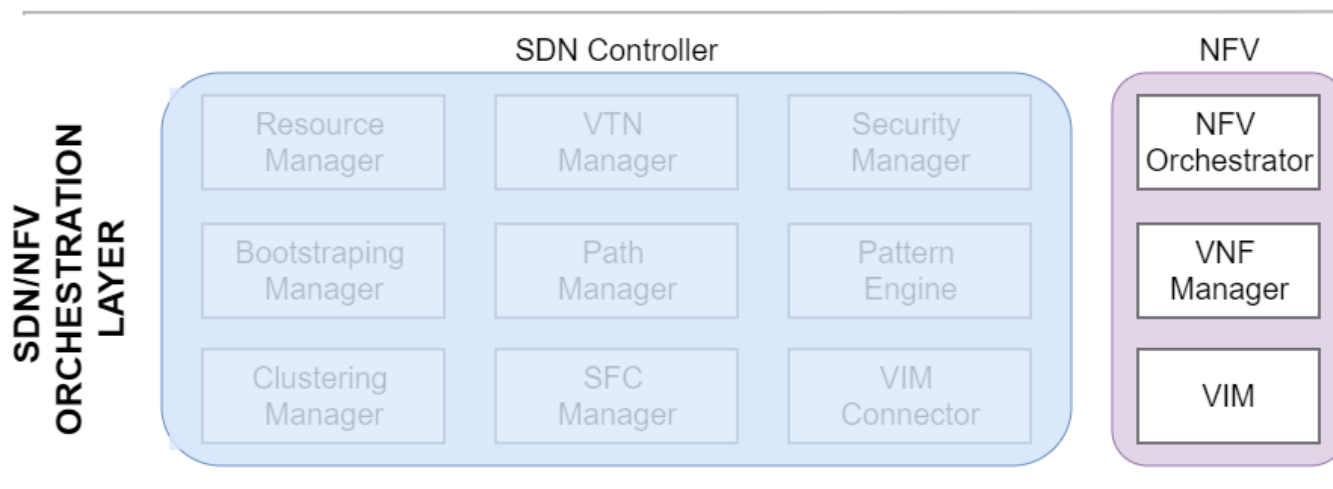 SDN Controller
NFV
SDN/NFV
ORCHESTRATION
LAYER
Resource
Manager
VTN
Manager
Security
Manager
NFV
Orchestrator
Bootstraping
Manager
Path
Manager
Pattern
Engine
VNF
Manager
Clustering
Manager
SFC
Manager
VIM
Connector
VIM